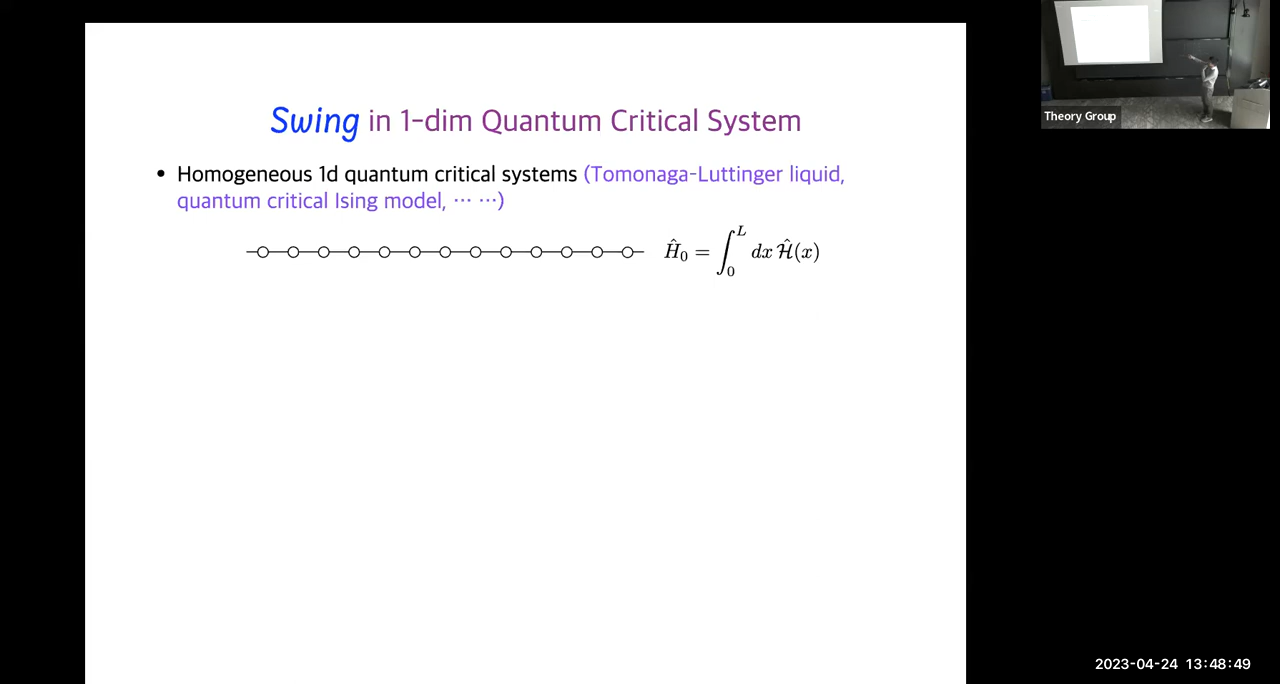 Swing in 1-dim Quantum Critical System
• Homogeneous 1d quantum critical systems (Tomonaga-Luttinger liquid,
quantum critical Ising model, ⋯ ⋯)
Ĥ₀ = ∫₀ᴸ dx Ĥ(x)
Theory Group
2023-04-24 13:48:49